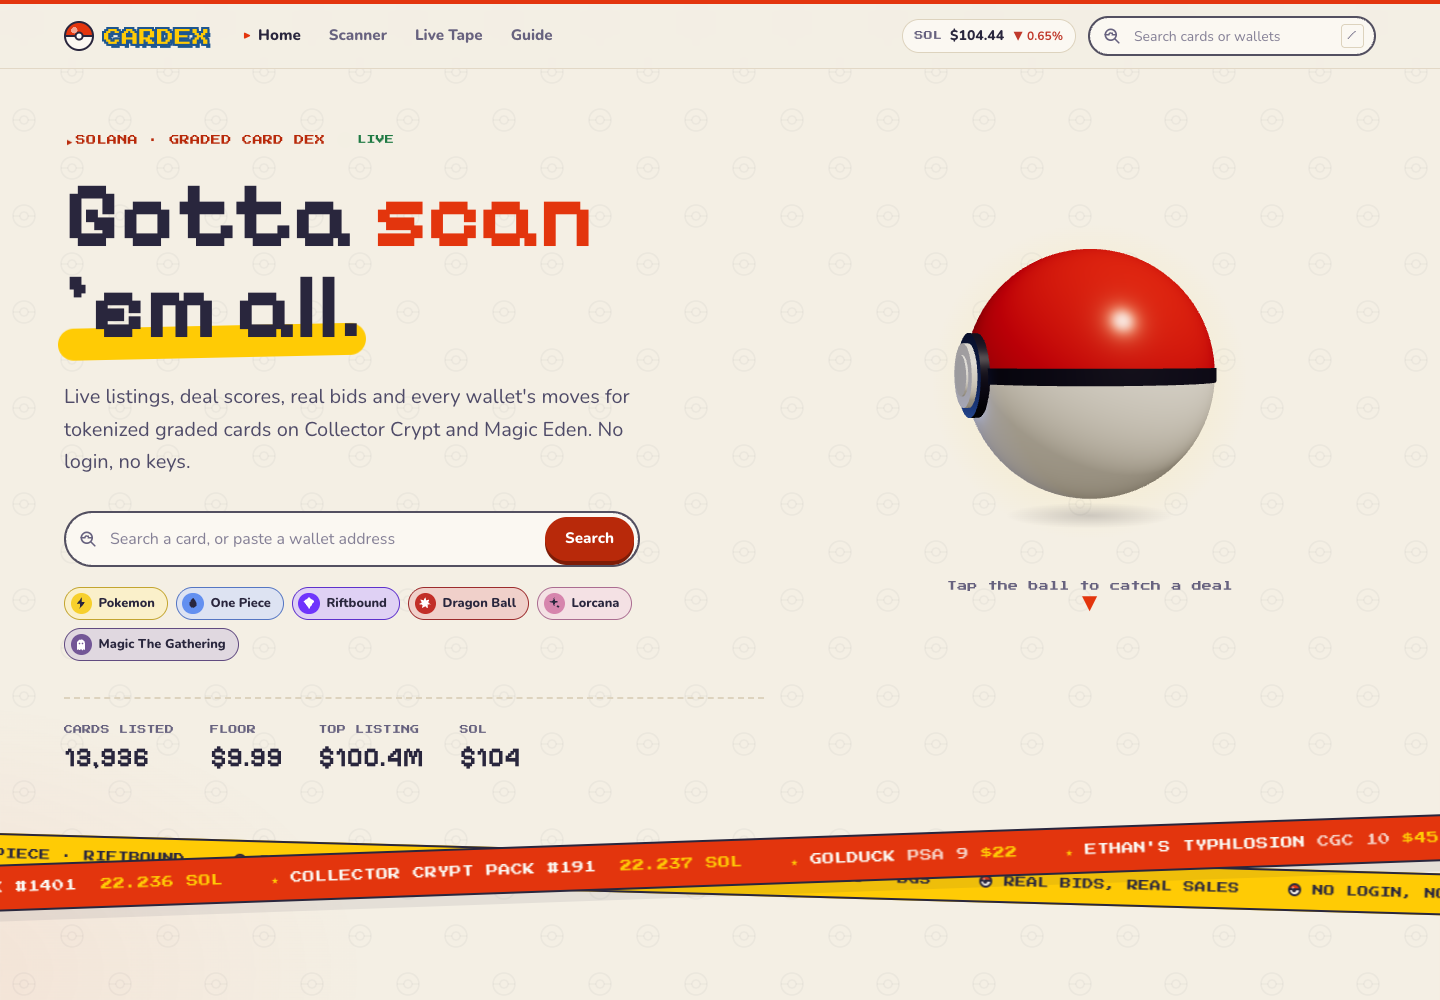 CARDEX
Home Scanner Live Tape Guide
SOL $104.44 ▼ 0.65%
Search cards or wallets /
SOLANA · GRADED CARD DEX LIVE
Gotta scan
'em all.
Live listings, deal scores, real bids and every wallet's moves for
tokenized graded cards on Collector Crypt and Magic Eden. No
login, no keys.
Search a card, or paste a wallet address Search
Pokemon One Piece Riftbound Dragon Ball Lorcana
Magic The Gathering
Tap the ball to catch a deal
CARDS LISTED FLOOR TOP LISTING SOL
13,936 $9.99 $100.4M $104
PIECE · RIFTBOUND
#1401 22.236 SOL COLLECTOR CRYPT PACK #191 22.237 SOL GOLDUCK PSA 9 $22 ETHAN'S TYPHLOSION CGC 10 $45
REAL BIDS, REAL SALES NO LOGIN,